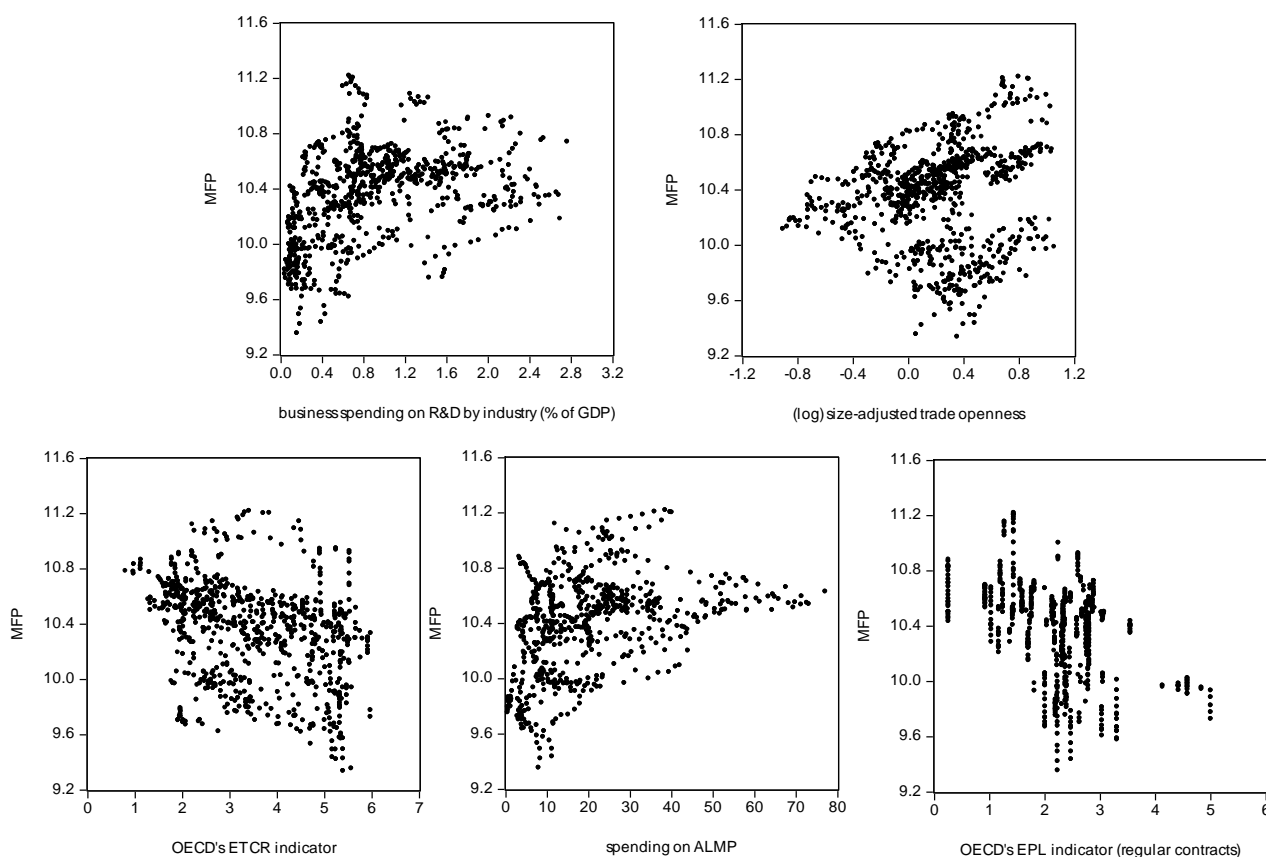 11.6
11.2
10.8
10.4
10.0
9.6
9.2
MFP
0.0 0.4 0.8 1.2 1.6 2.0 2.4 2.8 3.2
business spending on R&D by industry (% of GDP)
11.6
11.2
10.8
10.4
10.0
9.6
9.2
MFP
-1.2 -0.8 -0.4 0.0 0.4 0.8 1.2
(log) size-adjusted trade openness
11.6
11.2
10.8
10.4
10.0
9.6
9.2
MFP
0 1 2 3 4 5 6 7
OECD's ETCR indicator
11.6
11.2
10.8
10.4
10.0
9.6
9.2
MFP
0 10 20 30 40 50 60 70 80
spending on ALMP
11.6
11.2
10.8
10.4
10.0
9.6
9.2
MFP
0 1 2 3 4 5 6
OECD's EPL indicator (regular contracts)